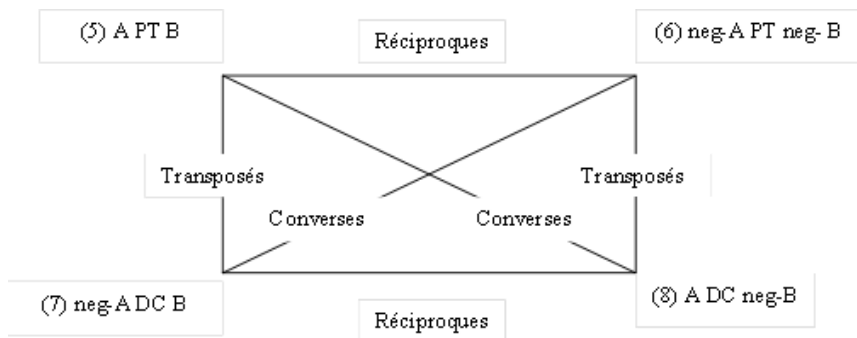 (5) A PT B
Réciproques
(6) neg-A PT neg- B
Transposés
Transposés
Converses
Converses
(7) neg-A DC B
Réciproques
(8) A DC neg-B